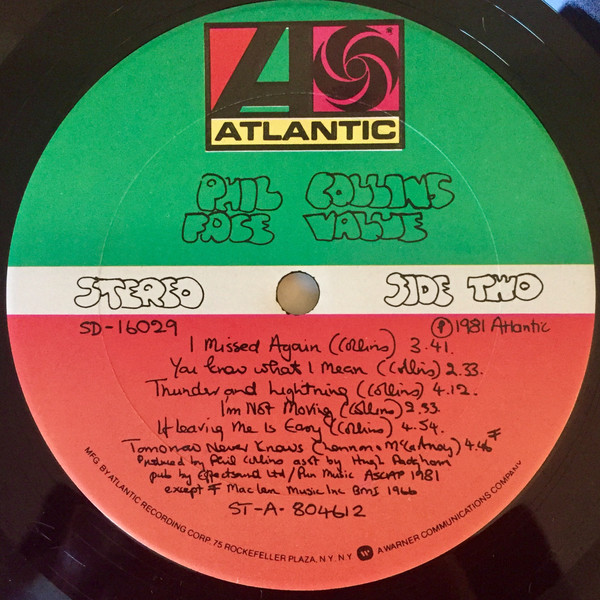 ATLANTIC
PHIL COLLINS
FACE VALUE
STEREO
SIDE TWO
SD-16029
Ⓟ1981 Atlantic
I Missed Again (Collins) 3.41.
You know what I Mean (Collins) 2.33.
Thunder and Lightning (Collins) 4.12.
I'm Not Moving (Collins) 2.33.
If leaving Me Is Easy (Collins) 4.54.
Tomorrow Never Knows (Lennon & McCartney) 4.46
Produced by Phil Collins asst by Hugh Padgham
pub by Effectsound Ltd / Pun Music ASCAP 1981
except Maclen Music Inc BMI 1966
ST-A-804612
MFG. BY ATLANTIC RECORDING CORP. 75 ROCKEFELLER PLAZA, N.Y. N.Y. A WARNER COMMUNICATIONS COMPANY